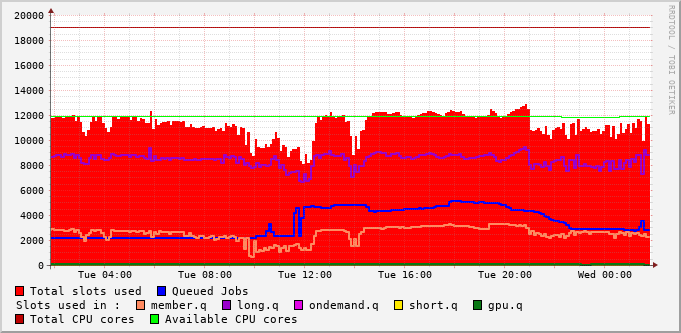 20000
18000
16000
14000
12000
10000
8000
6000
4000
2000
0
Tue 04:00 Tue 08:00 Tue 12:00 Tue 16:00 Tue 20:00 Wed 00:00
RRDTOOL / TOBI OETIKER
Total slots used Queued Jobs
Slots used in : member.q long.q ondemand.q short.q gpu.q
Total CPU cores Available CPU cores